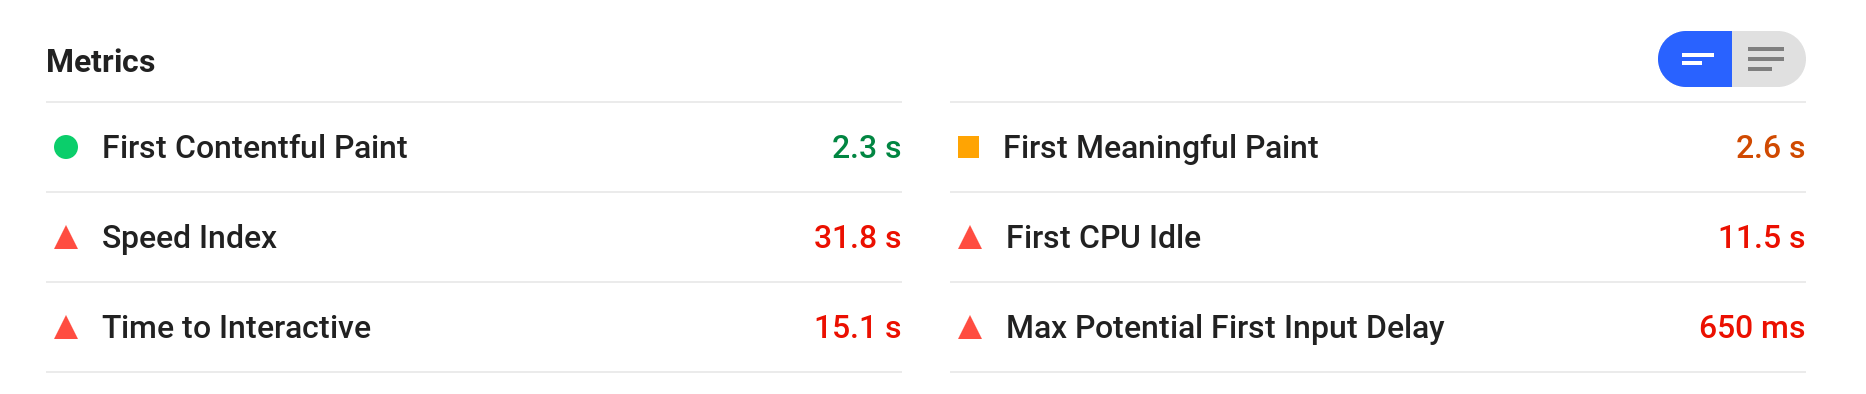 Metrics
First Contentful Paint 2.3 s
First Meaningful Paint 2.6 s
Speed Index 31.8 s
First CPU Idle 11.5 s
Time to Interactive 15.1 s
Max Potential First Input Delay 650 ms